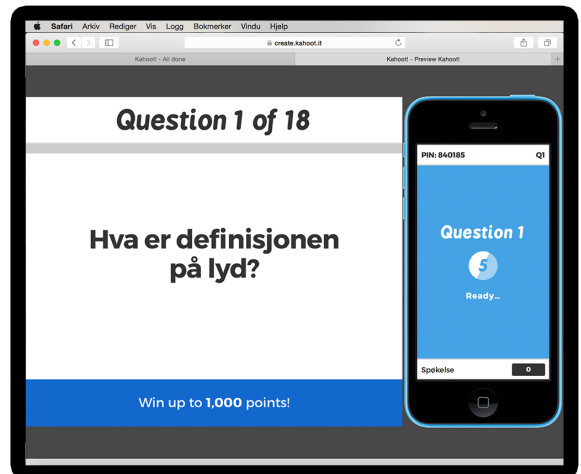 Safari Arkiv Rediger Vis Logg Bokmerker Vindu Hjelp
create.kahoot.it
Kahoot! - All done
Kahoot! - Preview Kahoot!
Question 1 of 18
Hva er definisjonen
på lyd?
Win up to 1,000 points!
PIN: 840185 Q1
Question 1
5
Ready...
Spøkelse 0